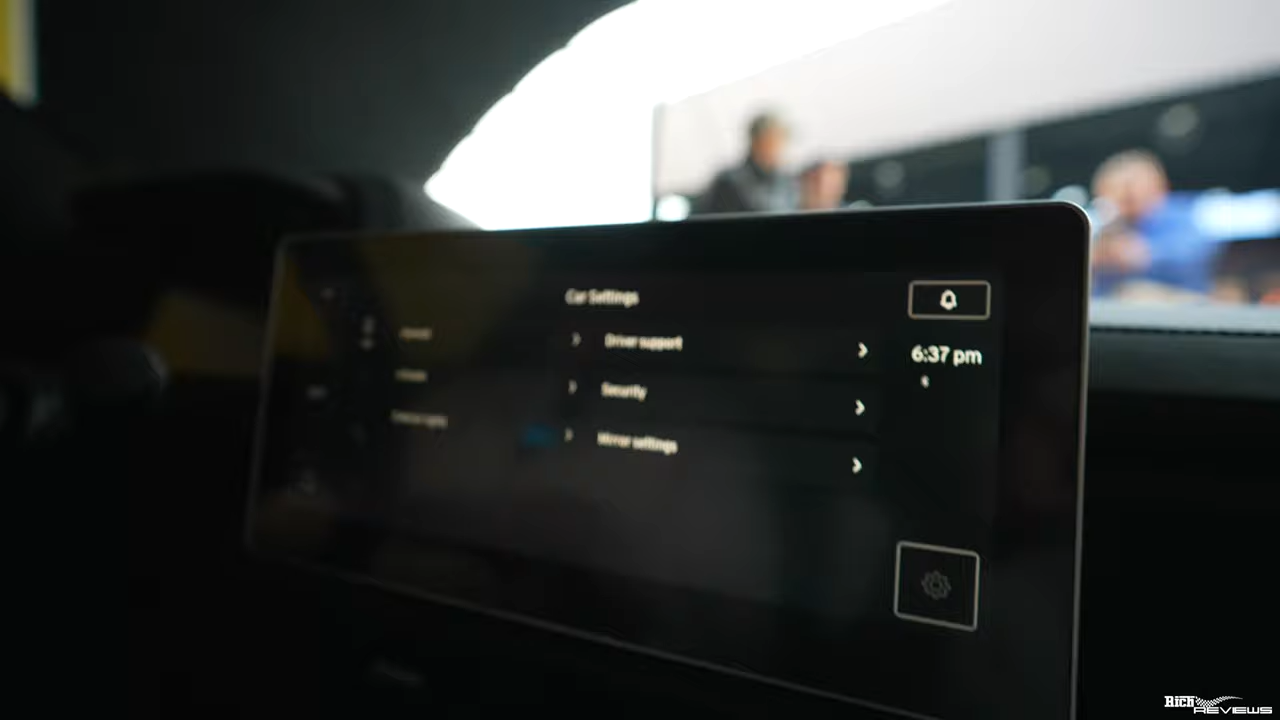 Car Settings
Driver support
6:37 pm
Security
Mirror settings
Rich
REVIEWS